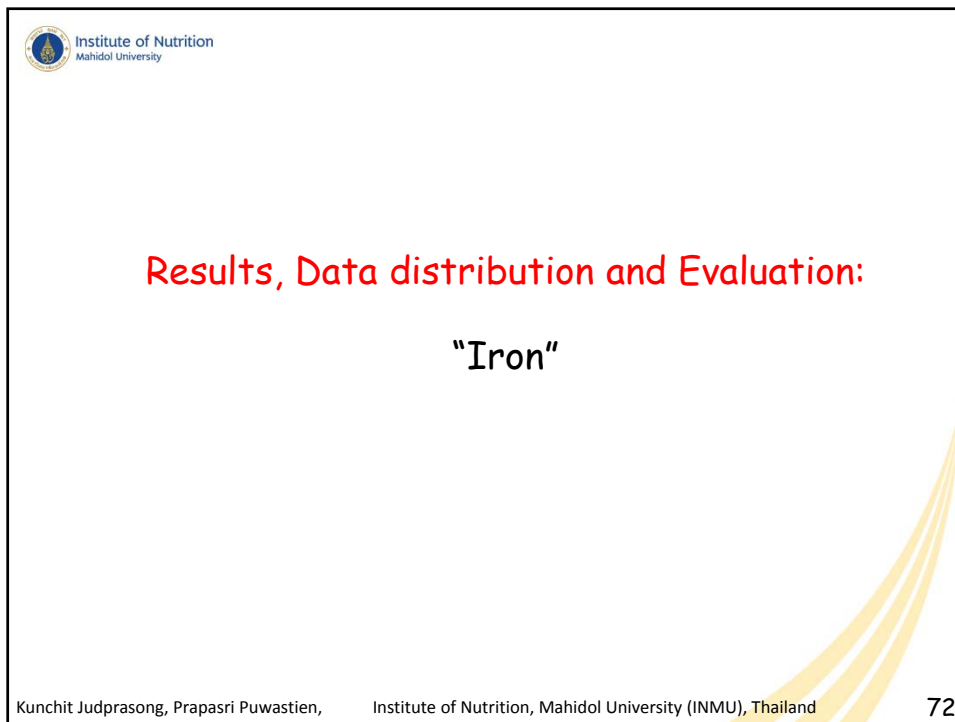 Institute of Nutrition
Mahidol University
Results, Data distribution and Evaluation:
“Iron”
Kunchit Judprasong, Prapasri Puwastien, Institute of Nutrition, Mahidol University (INMU), Thailand 72